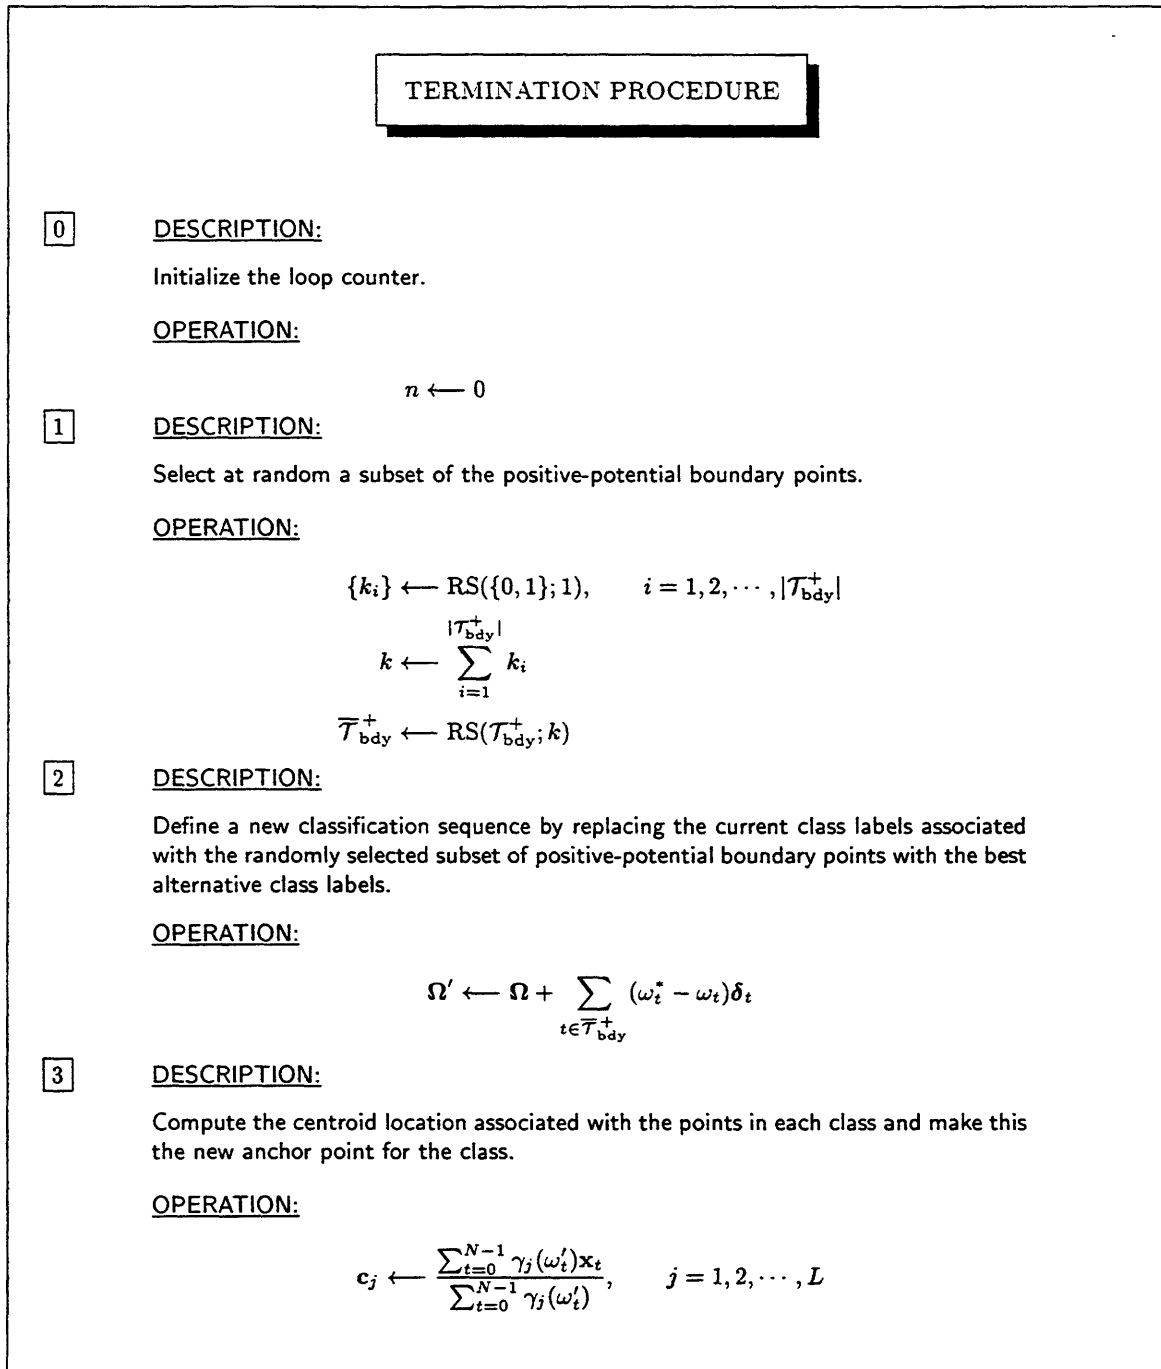 TERMINATION PROCEDURE
0 DESCRIPTION:
Initialize the loop counter.
OPERATION:
n ⟵ 0
1 DESCRIPTION:
Select at random a subset of the positive-potential boundary points.
OPERATION:
{k_i} ⟵ RS({0, 1}; 1), i = 1, 2, ⋯ , |𝒯⁺_bdy|
k ⟵ ∑_{i=1}^{|𝒯⁺_bdy|} k_i
𝒯̅⁺_bdy ⟵ RS(𝒯⁺_bdy; k)
2 DESCRIPTION:
Define a new classification sequence by replacing the current class labels associated
with the randomly selected subset of positive-potential boundary points with the best
alternative class labels.
OPERATION:
Ω′ ⟵ Ω + ∑_{t∈𝒯̅⁺_bdy} (ω*_t − ω_t)δ_t
3 DESCRIPTION:
Compute the centroid location associated with the points in each class and make this
the new anchor point for the class.
OPERATION:
c_j ⟵ ∑_{t=0}^{N−1} γ_j(ω′_t)x_t / ∑_{t=0}^{N−1} γ_j(ω′_t), j = 1, 2, ⋯ , L